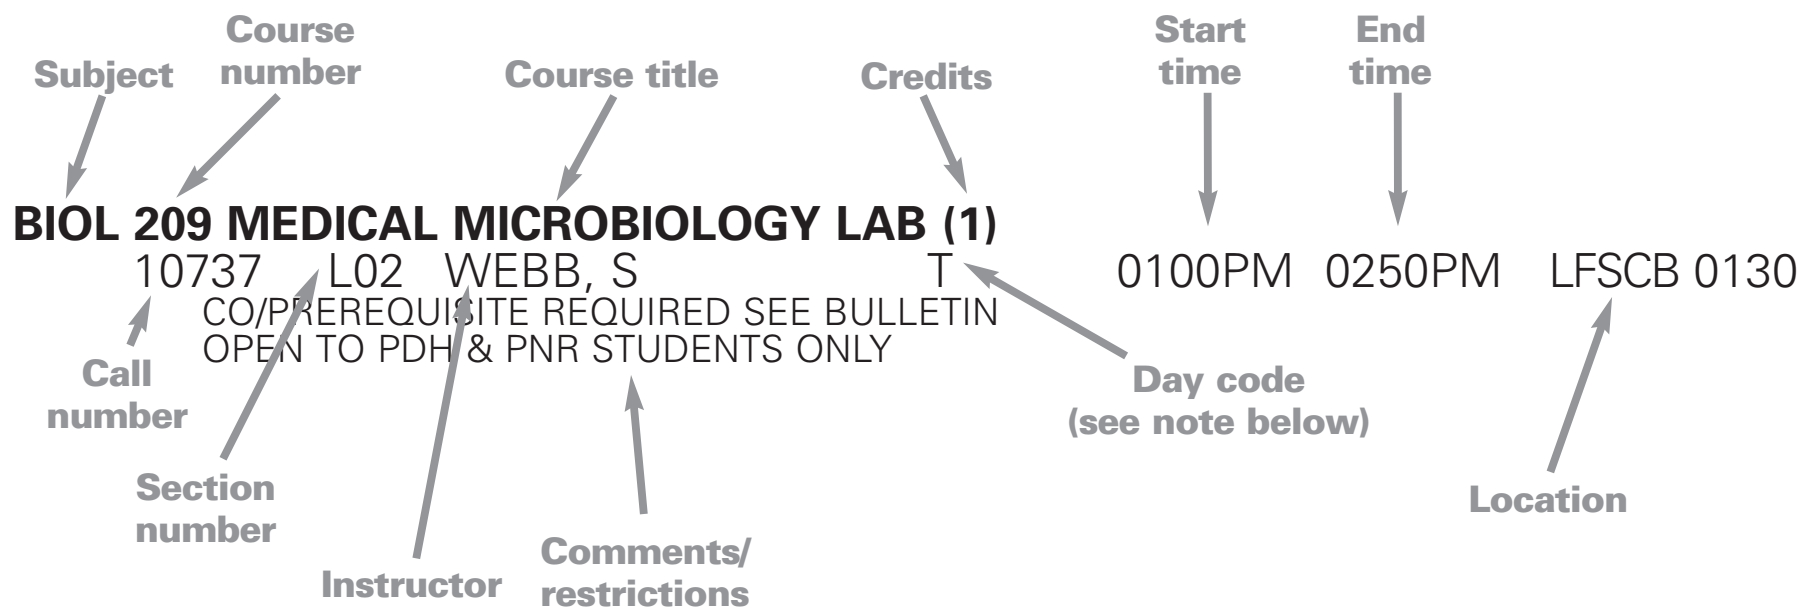 Course
number
Subject
Course title
Credits
Start
time
End
time
BIOL 209 MEDICAL MICROBIOLOGY LAB (1)
10737 L02 WEBB, S T 0100PM 0250PM LFSCB 0130
CO/PREREQUISITE REQUIRED SEE BULLETIN
OPEN TO PDH & PNR STUDENTS ONLY
Call
number
Day code
(see note below)
Section
number
Location
Comments/
restrictions
Instructor